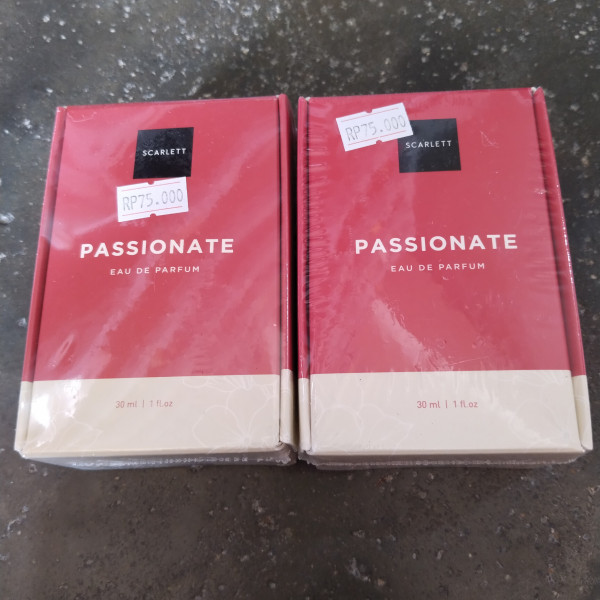 SCARLETT
RP75.000
PASSIONATE
EAU DE PARFUM
30 ml | 1 fl.oz
RP75.000
SCARLETT
PASSIONATE
EAU DE PARFUM
30 ml | 1 fl.oz